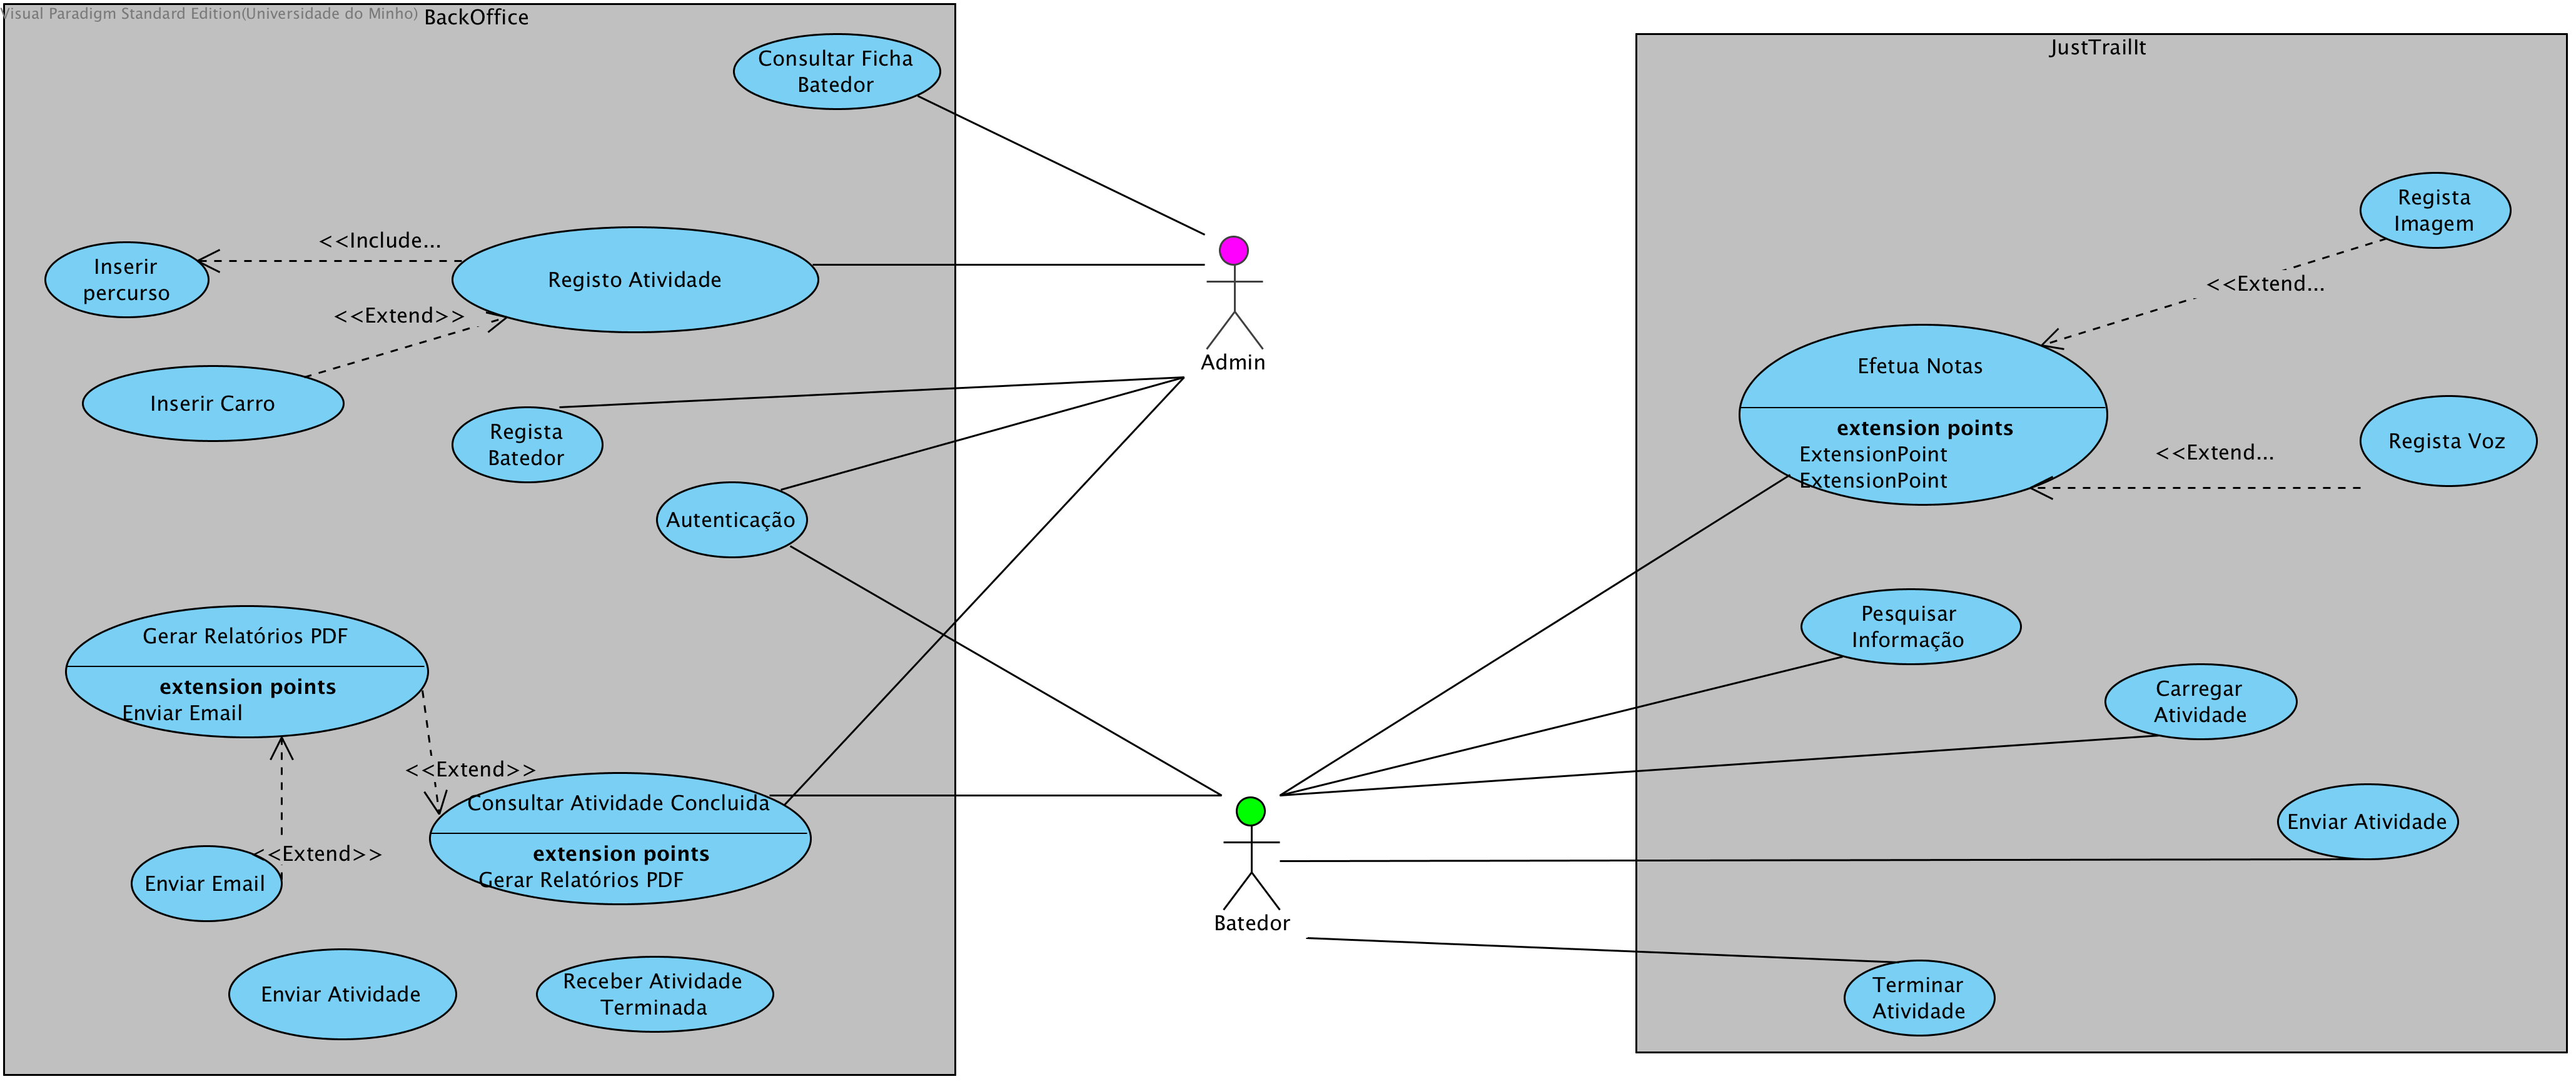 Visual Paradigm Standard Edition(Universidade do Minho)
BackOffice
Consultar Ficha
Batedor
<<Include...
Inserir
percurso
Registo Atividade
<<Extend>>
Inserir Carro
Regista
Batedor
Autenticação
Gerar Relatórios PDF
extension points
Enviar Email
<<Extend>>
Consultar Atividade Concluida
extension points
Gerar Relatórios PDF
<<Extend>>
Enviar Email
Enviar Atividade
Receber Atividade
Terminada
Admin
Batedor
JustTrailIt
Regista
Imagem
<<Extend...
Efetua Notas
extension points
ExtensionPoint
ExtensionPoint
<<Extend...
Regista Voz
Pesquisar
Informação
Carregar
Atividade
Enviar Atividade
Terminar
Atividade